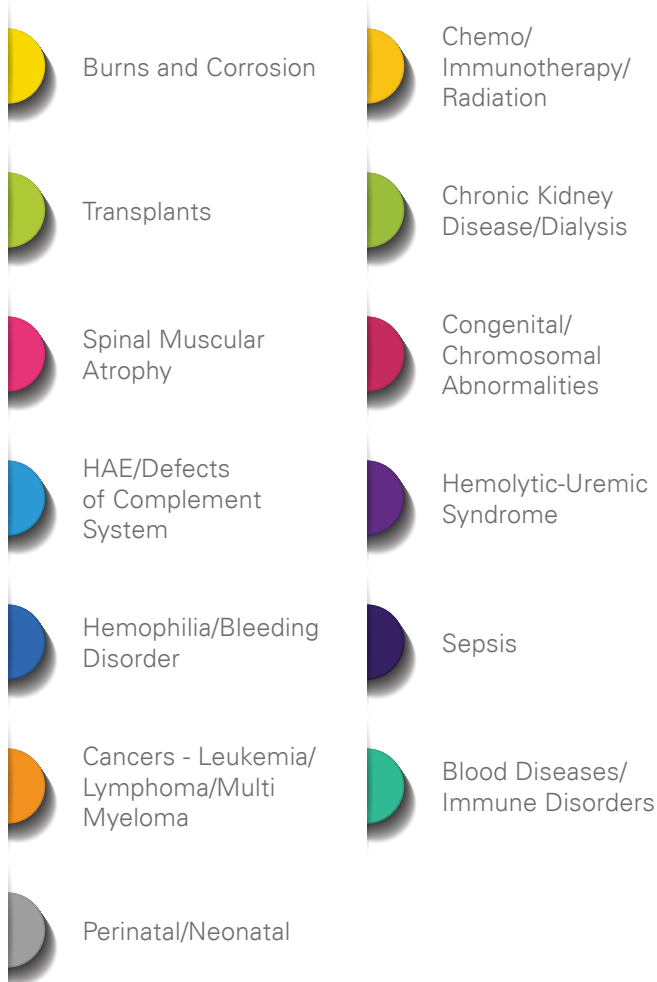 Burns and Corrosion
Transplants
Spinal Muscular
Atrophy
HAE/Defects
of Complement
System
Hemophilia/Bleeding
Disorder
Cancers - Leukemia/
Lymphoma/Multi
Myeloma
Perinatal/Neonatal
Chemo/
Immunotherapy/
Radiation
Chronic Kidney
Disease/Dialysis
Congenital/
Chromosomal
Abnormalities
Hemolytic-Uremic
Syndrome
Sepsis
Blood Diseases/
Immune Disorders